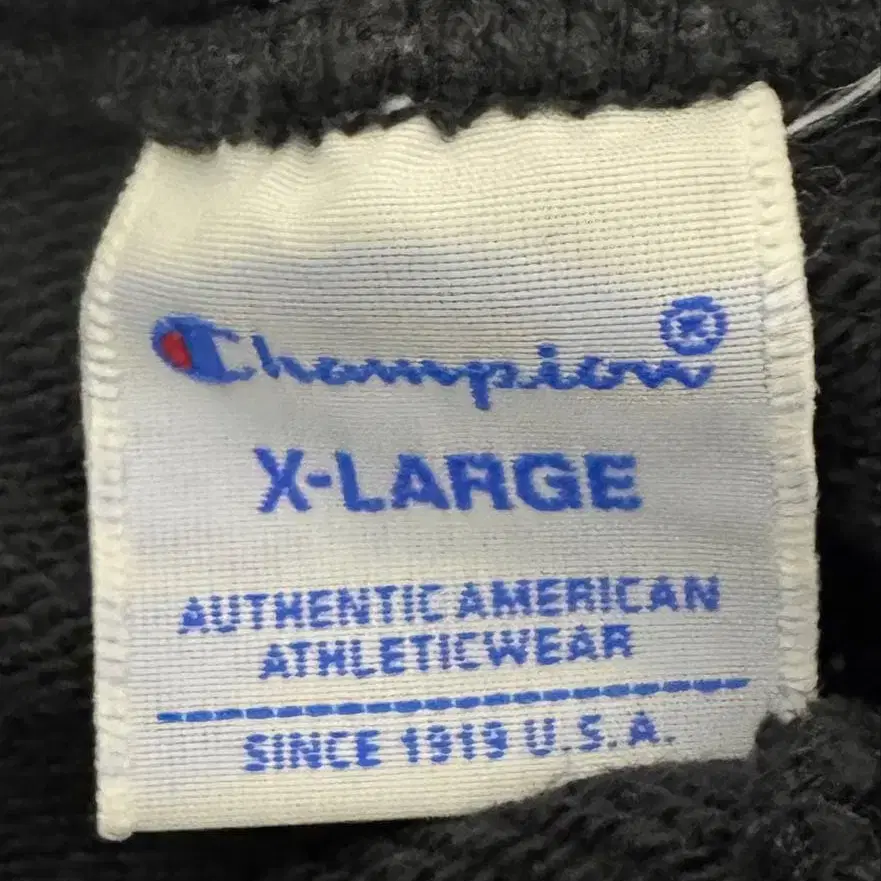 Champion®
X-LARGE
AUTHENTIC AMERICAN
ATHLETICWEAR
SINCE 1919 U.S.A.